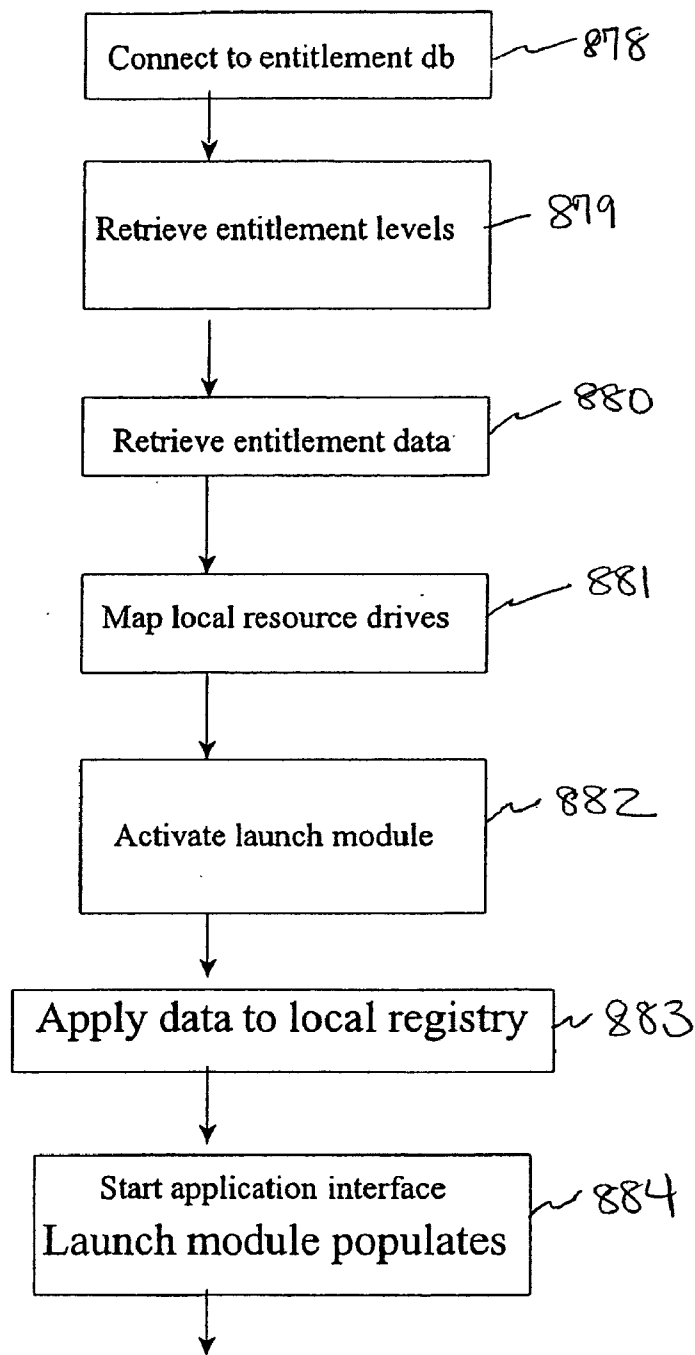 Connect to entitlement db
878
Retrieve entitlement levels
879
Retrieve entitlement data
880
Map local resource drives
881
Activate launch module
882
Apply data to local registry
883
Start application interface
Launch module populates
884